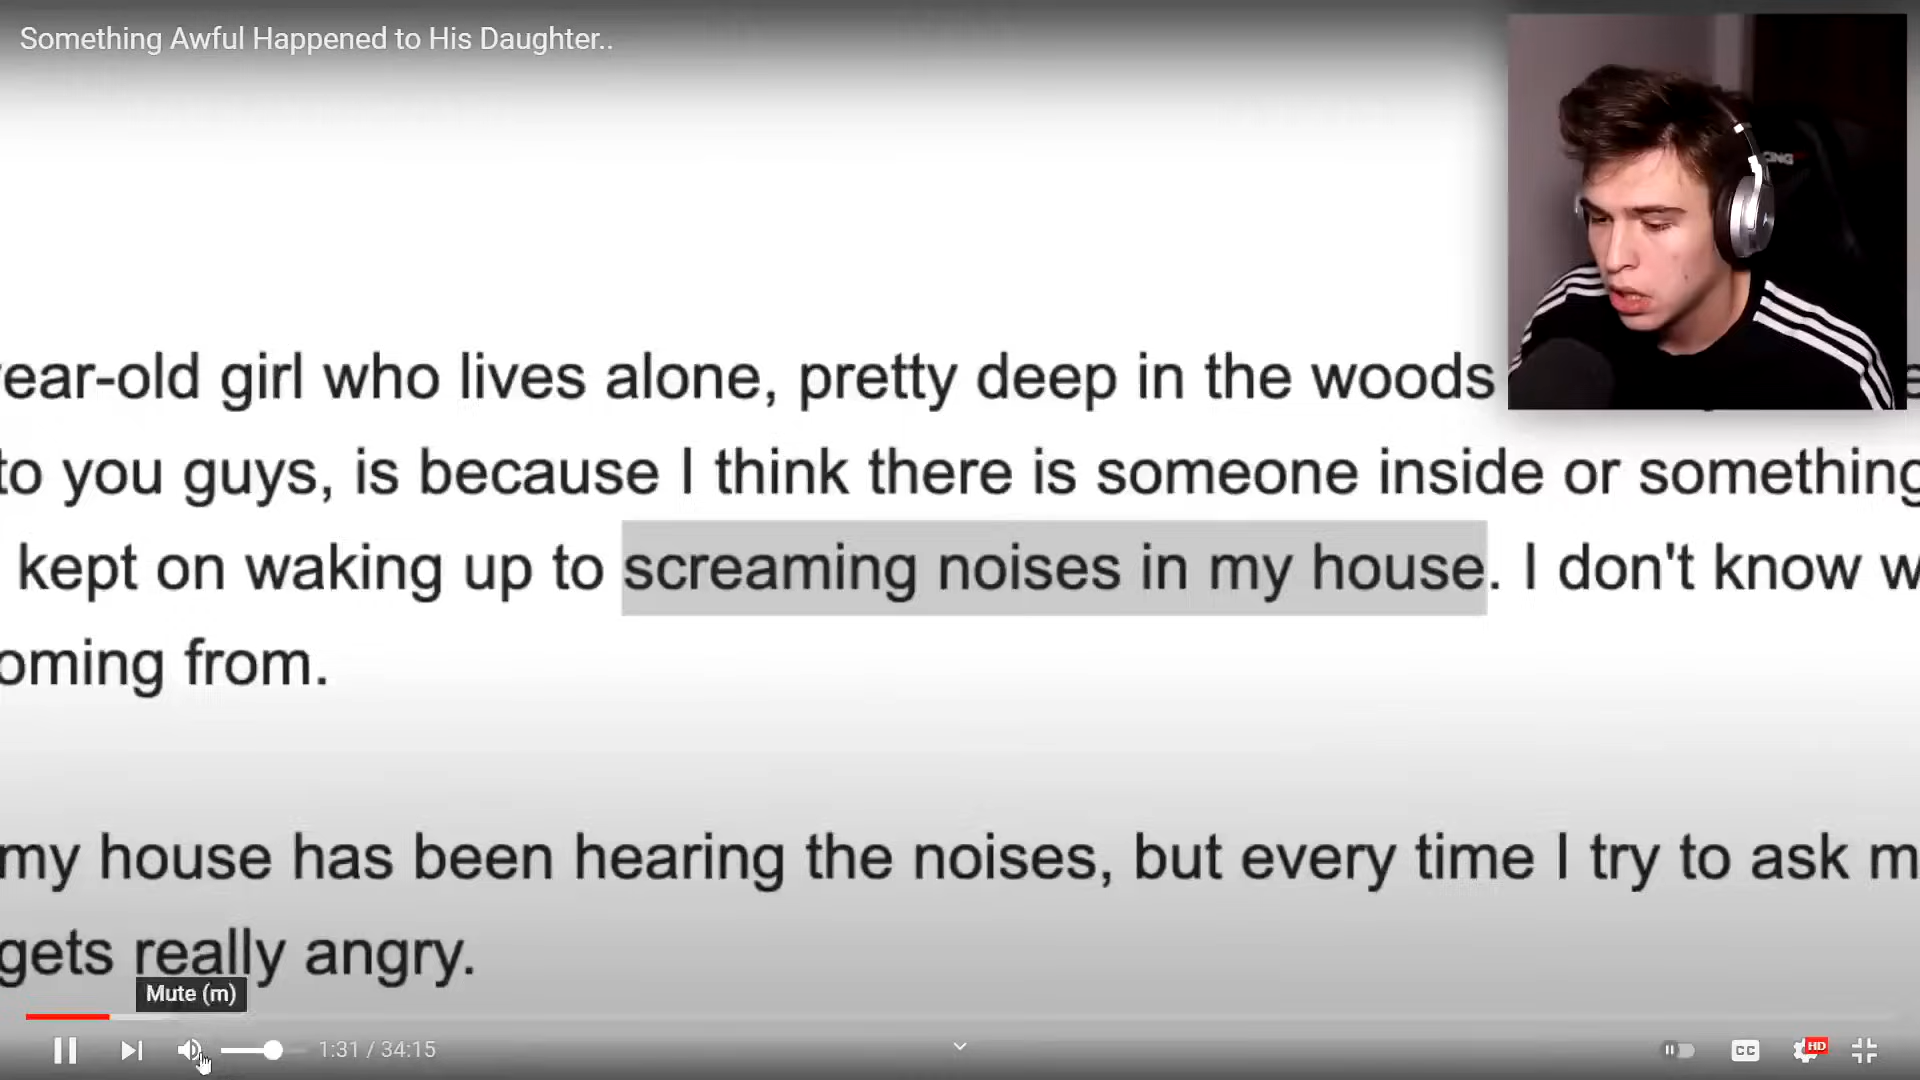 Something Awful Happened to His Daughter..
CING
ear-old girl who lives alone, pretty deep in the woods
to you guys, is because I think there is someone inside or something
kept on waking up to screaming noises in my house. I don't know w
oming from.
my house has been hearing the noises, but every time I try to ask m
gets really angry.
Mute (m)
1:31 / 34:15
CC
HD